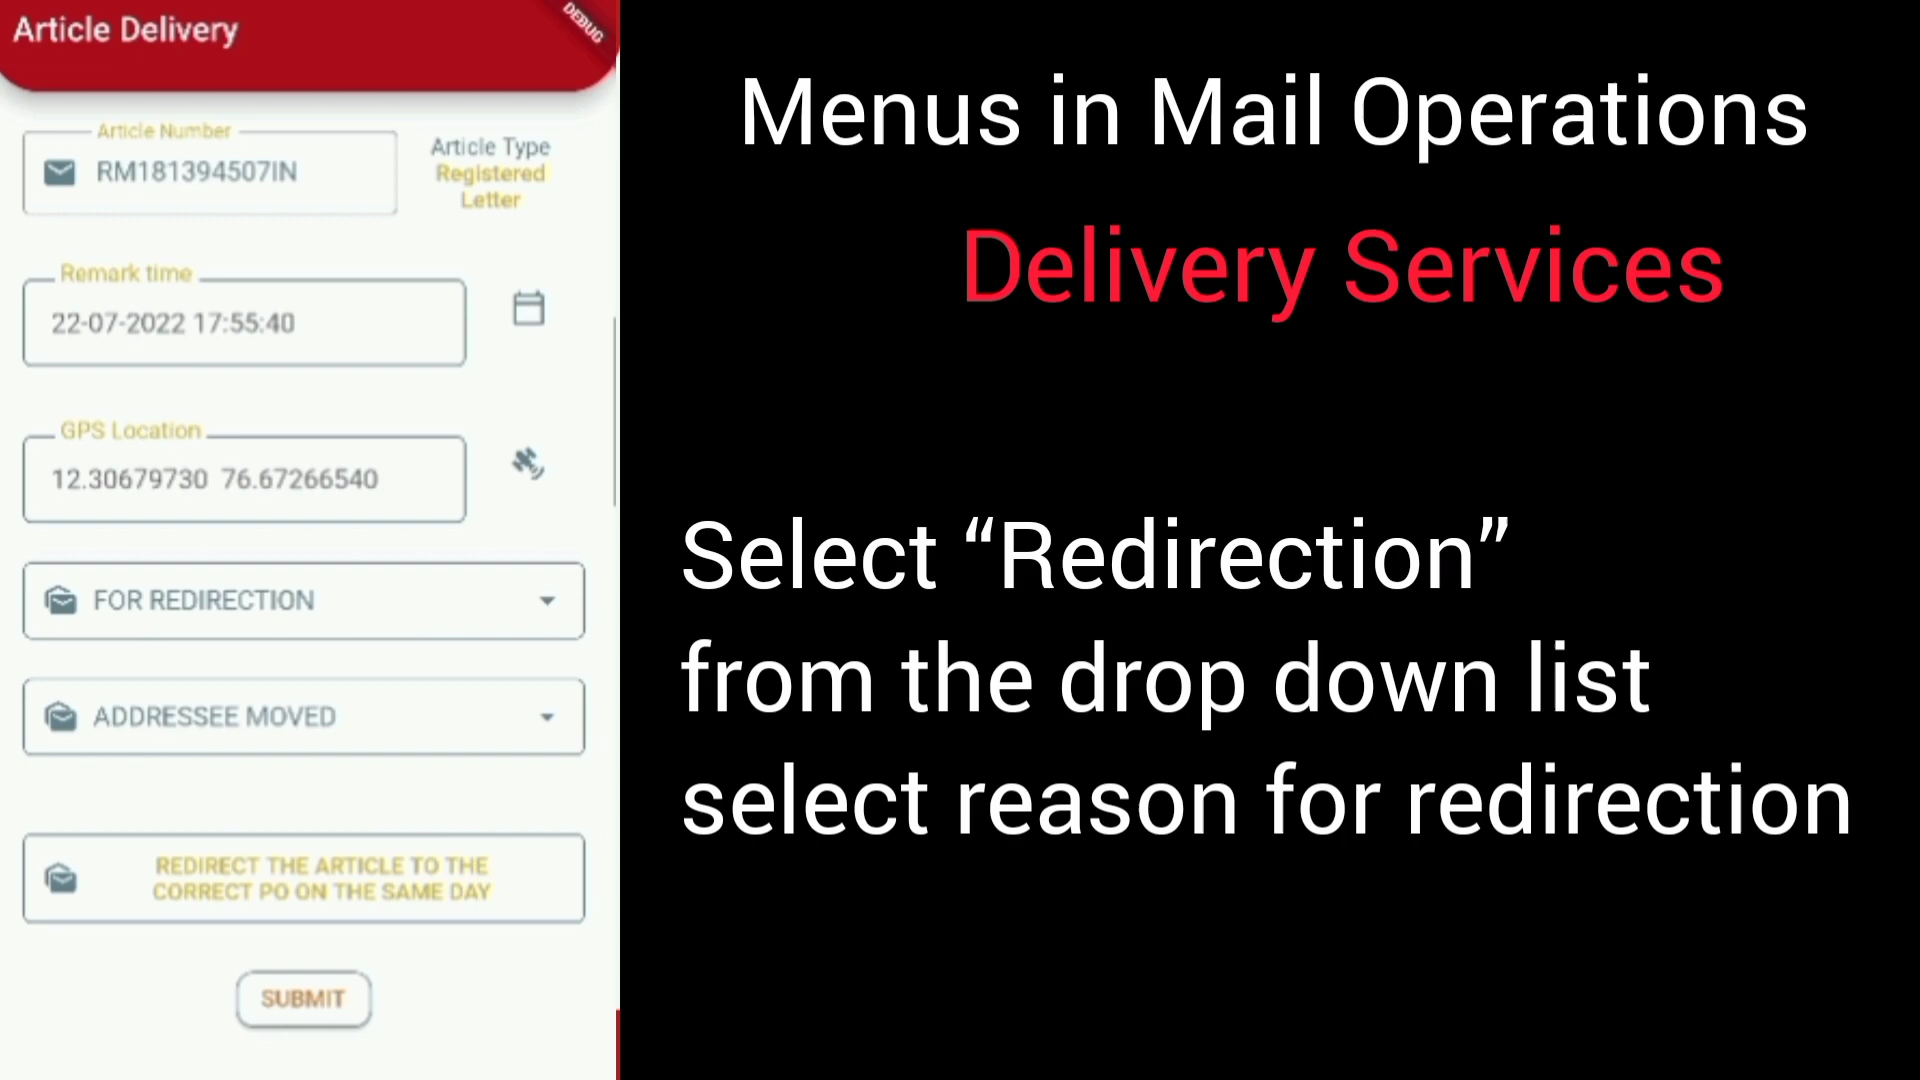 Article Delivery
DEBUG
Article Number
RM181394507IN
Article Type
Registered
Letter
Remark time
22-07-2022 17:55:40
GPS Location
12.30679730 76.67266540
FOR REDIRECTION
ADDRESSEE MOVED
REDIRECT THE ARTICLE TO THE
CORRECT PO ON THE SAME DAY
SUBMIT
Menus in Mail Operations
Delivery Services
Select “Redirection”
from the drop down list
select reason for redirection